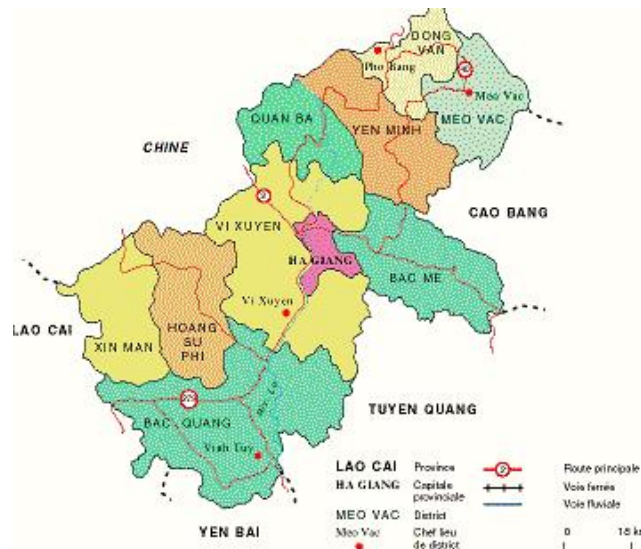 DONG
VAN
Pho Bang
Meo Vac
MEO VAC
QUAN BA
YEN MINH
CHINE
CAO BANG
VI XUYEN
HA GIANG
BAC ME
Vi Xuyen
LAO CAI
XIN MAN
HOANG
SU
PHI
TUYEN QUANG
BAC QUANG
Vinh Tuy
YEN BAI
LAO CAI Province
HA GIANG Capitale
provinciale
MEO VAC District
Meo Vac Chef lieu
de district
Route principale
Voie ferrée
Voie fluviale
0 18 k